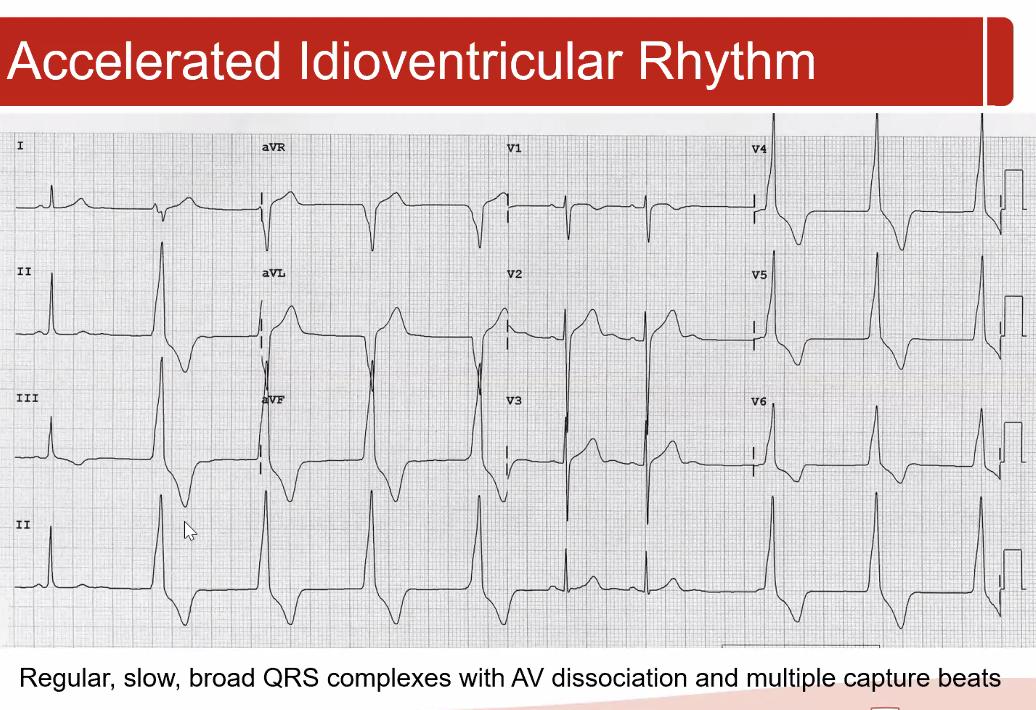 Accelerated Idioventricular Rhythm
I aVR V1 V4
II aVL V2 V5
III aVF V3 V6
II
Regular, slow, broad QRS complexes with AV dissociation and multiple capture beats